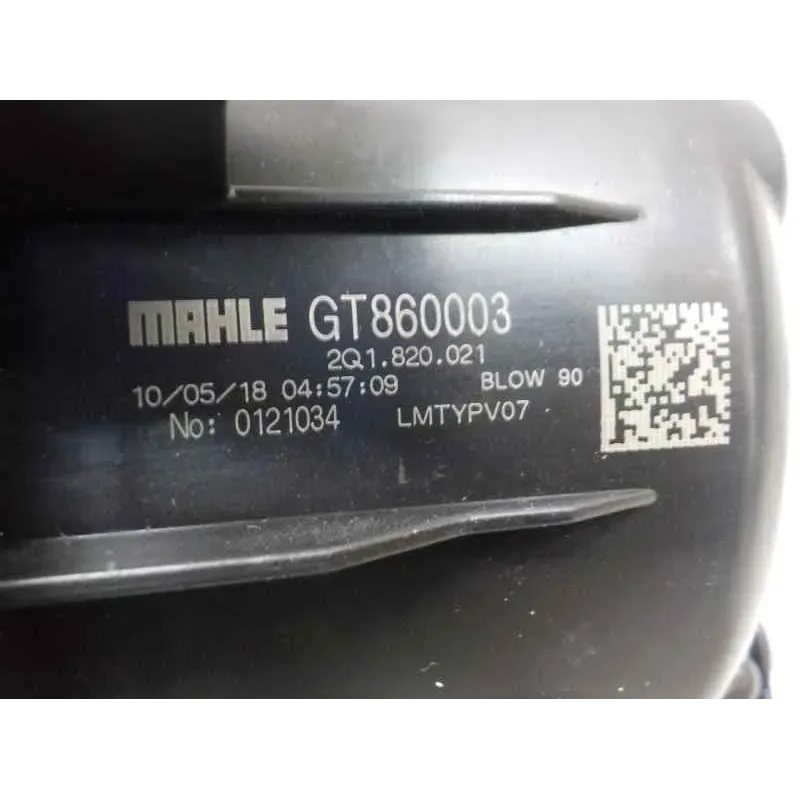 MAHLE GT860003
2Q1.820.021
10/05/18 04:57:09 BLOW 90
No: 0121034 LMTYPV07